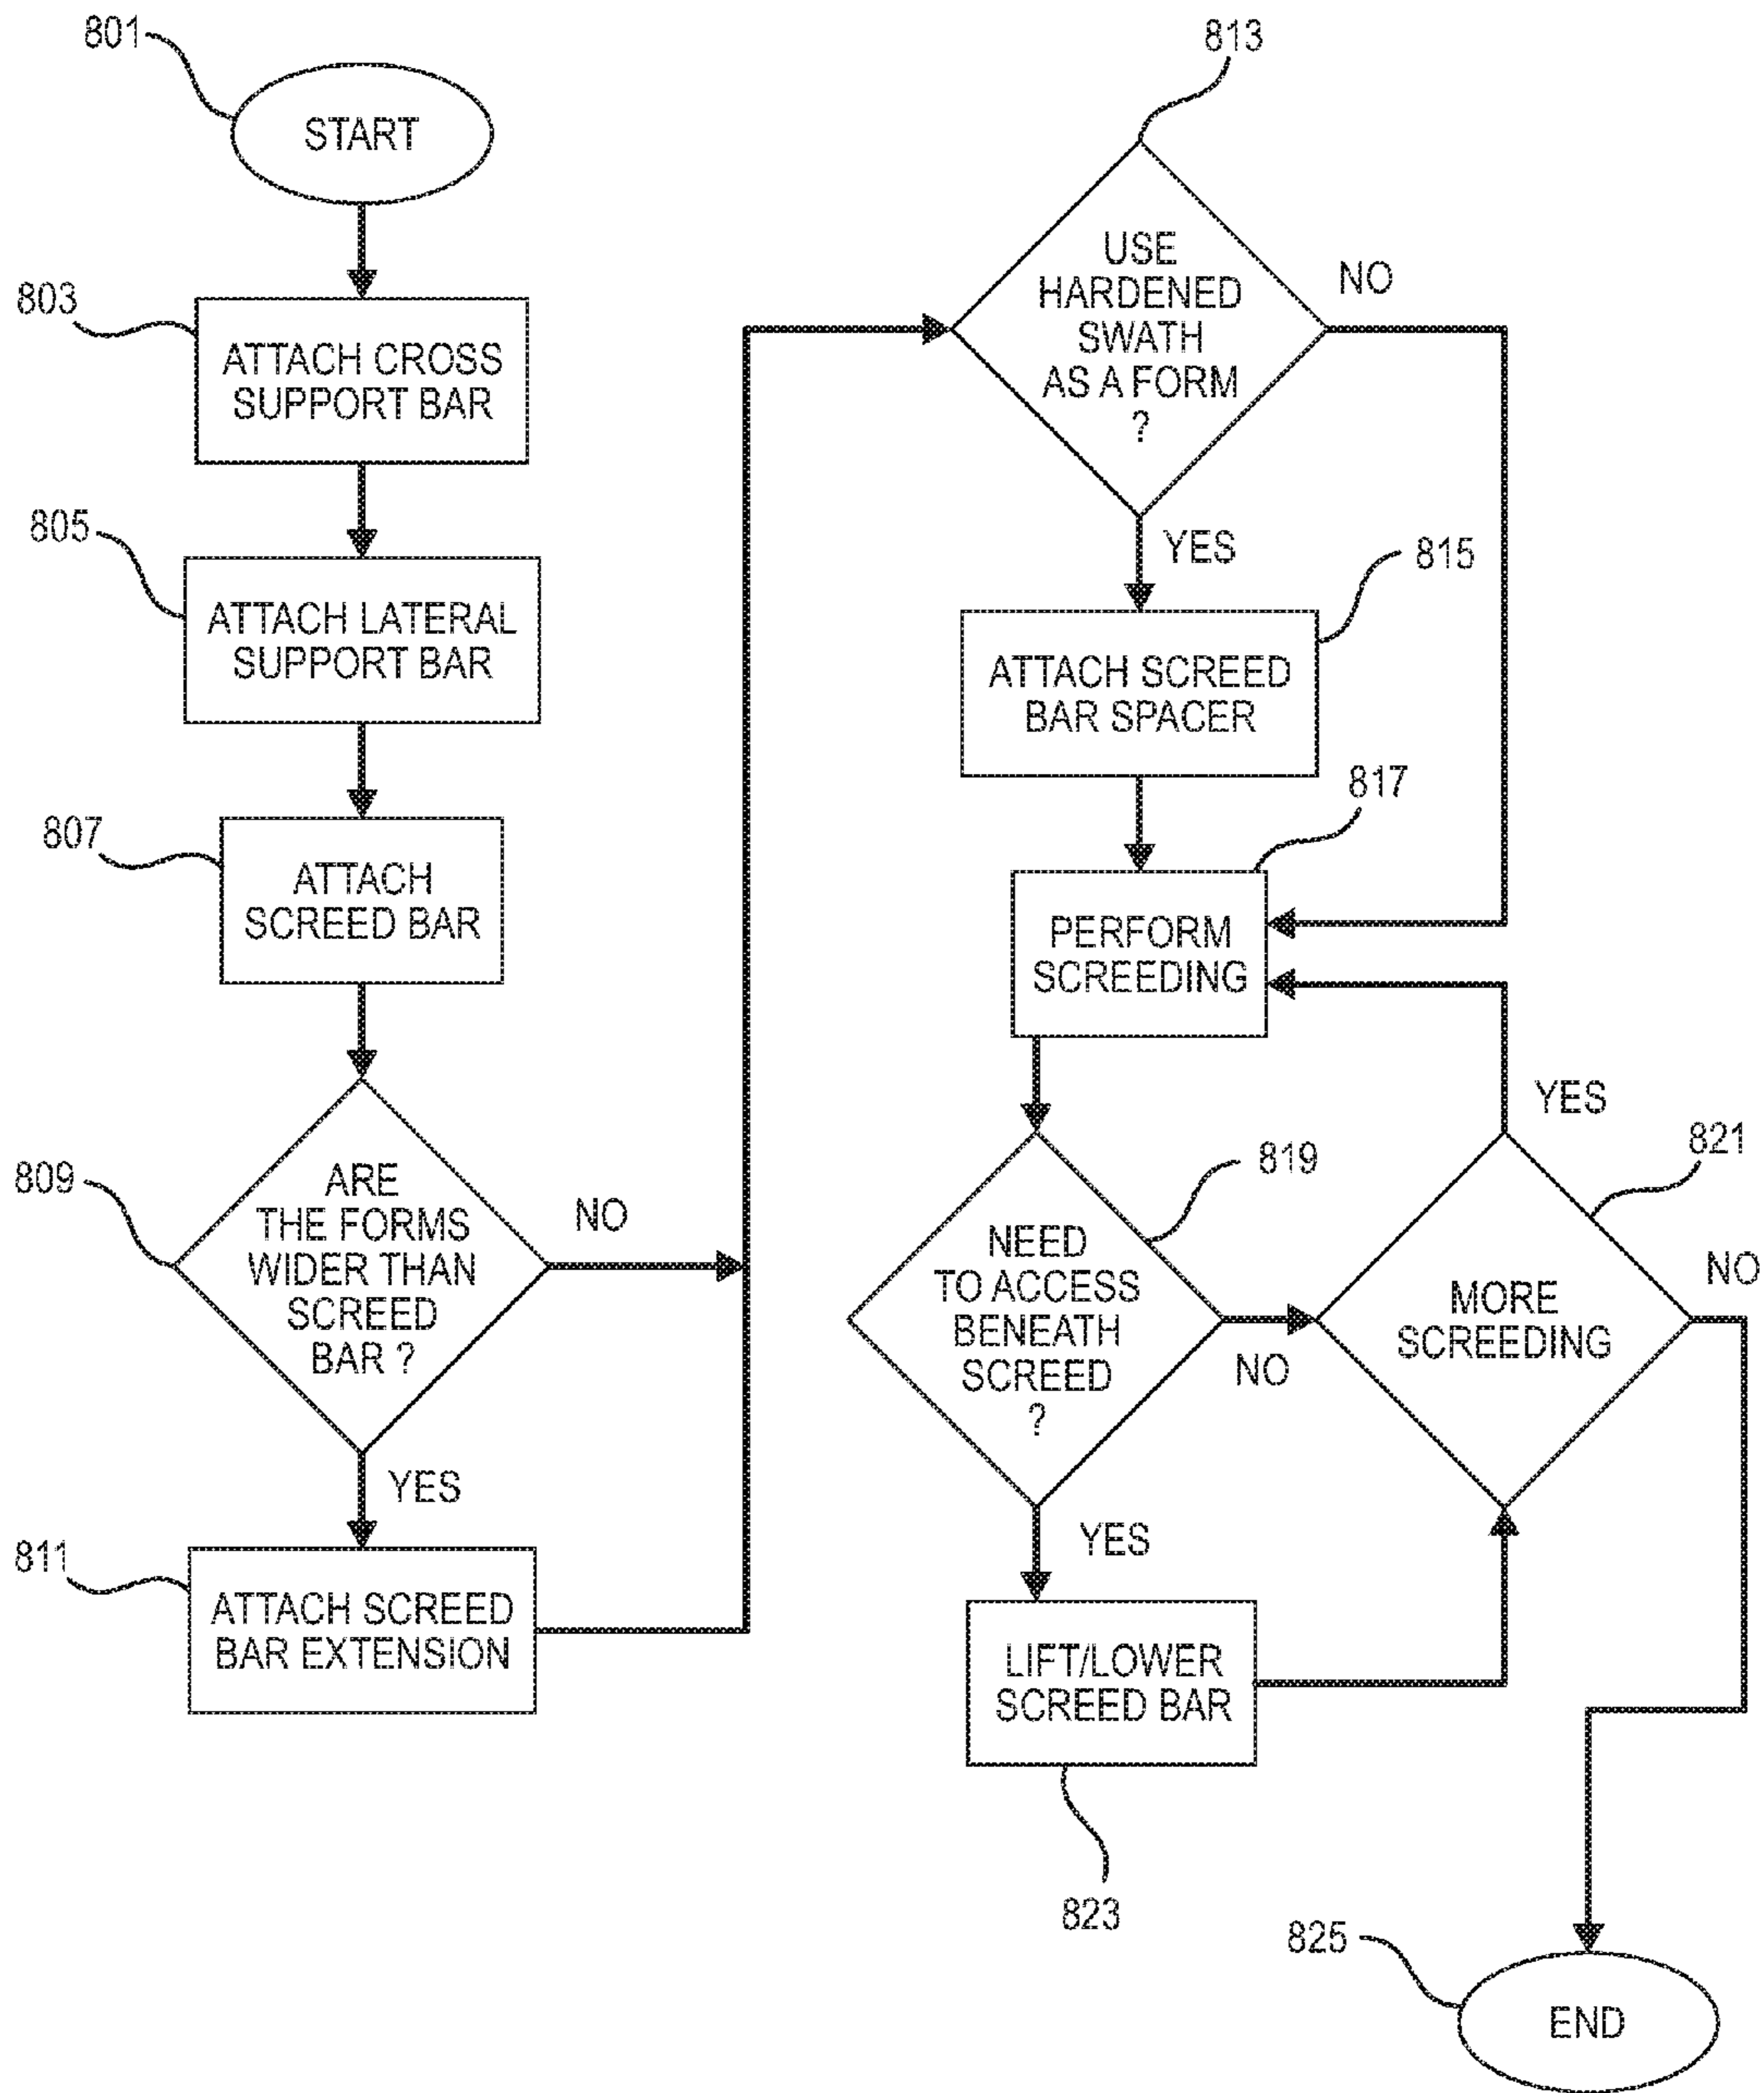 801
START
803
ATTACH CROSS
SUPPORT BAR
805
ATTACH LATERAL
SUPPORT BAR
807
ATTACH
SCREED BAR
809
ARE
THE FORMS
WIDER THAN
SCREED
BAR ?
NO
YES
811
ATTACH SCREED
BAR EXTENSION
813
USE
HARDENED
SWATH
AS A FORM
?
NO
YES
815
ATTACH SCREED
BAR SPACER
817
PERFORM
SCREEDING
819
NEED
TO ACCESS
BENEATH
SCREED
?
NO
YES
821
MORE
SCREEDING
YES
NO
LIFT/LOWER
SCREED BAR
823
825
END